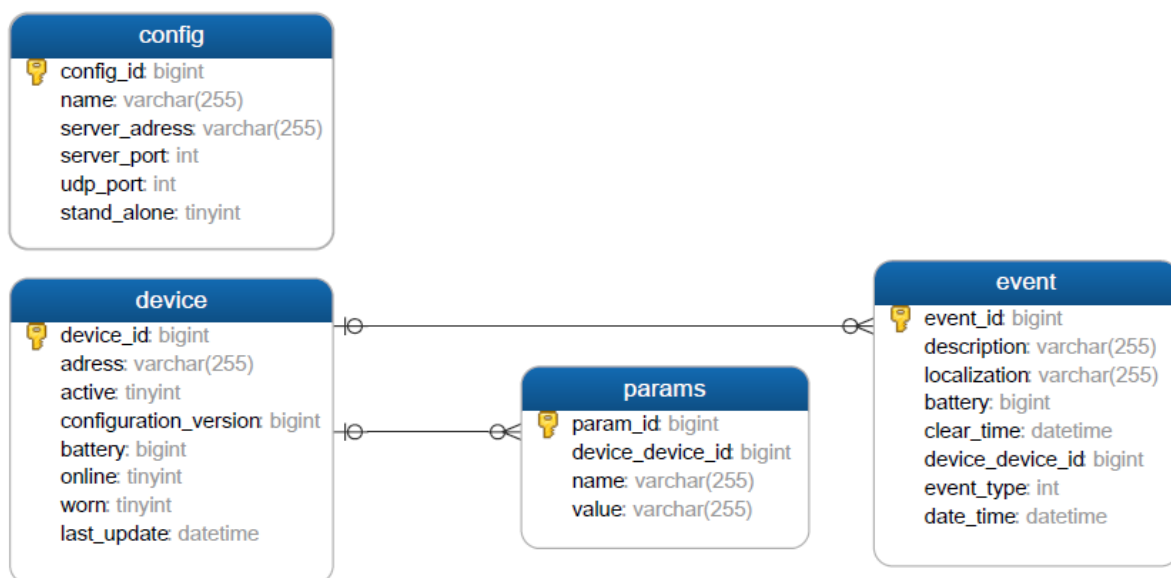 config
config_id: bigint
name: varchar(255)
server_adress: varchar(255)
server_port: int
udp_port: int
stand_alone: tinyint
device
device_id: bigint
adress: varchar(255)
active: tinyint
configuration_version: bigint
battery: bigint
online: tinyint
worn: tinyint
last_update: datetime
params
param_id: bigint
device_device_id: bigint
name: varchar(255)
value: varchar(255)
event
event_id: bigint
description: varchar(255)
localization: varchar(255)
battery: bigint
clear_time: datetime
device_device_id: bigint
event_type: int
date_time: datetime